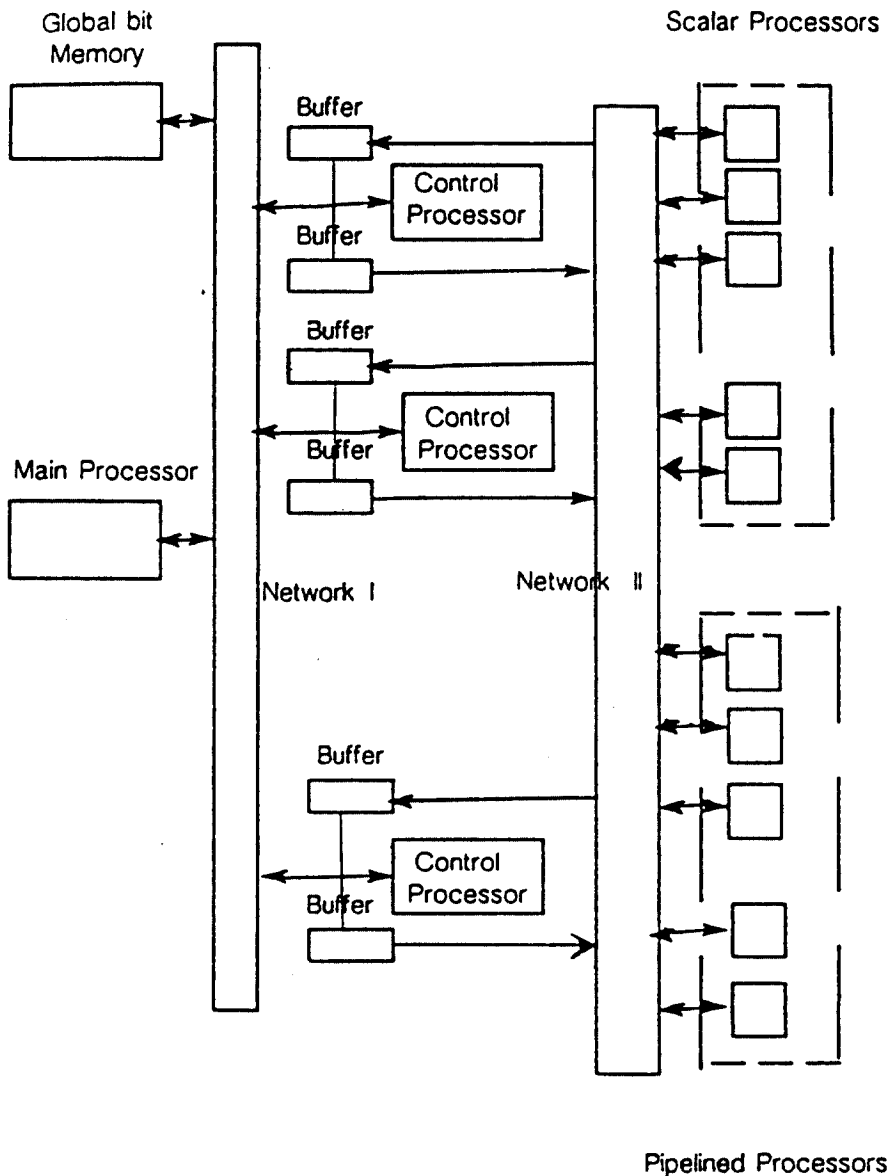 Global bit
Memory
Scalar Processors
Buffer
Control
Processor
Buffer
Buffer
Control
Processor
Buffer
Main Processor
Network I
Network II
Buffer
Control
Processor
Buffer
Pipelined Processors